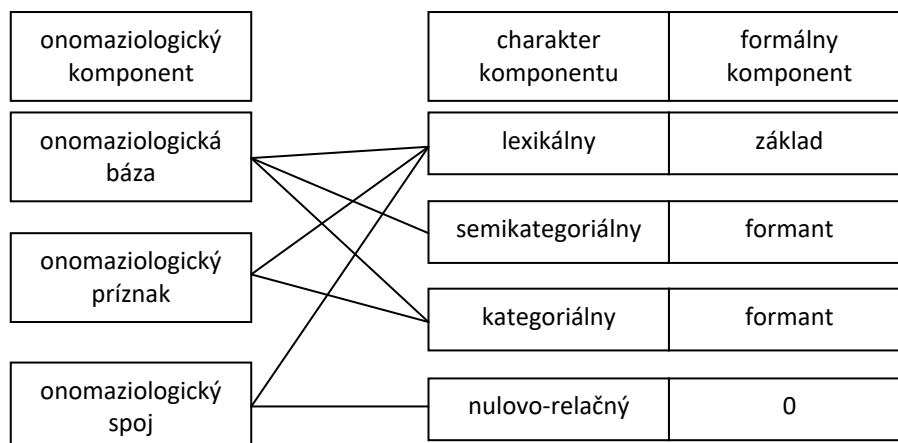 onomaziologický
komponent
charakter
komponentu
formálny
komponent
onomaziologická
báza
lexikálny
základ
semikategoriálny
formant
onomaziologický
príznak
kategoriálny
formant
onomaziologický
spoj
nulovo-relačný
0